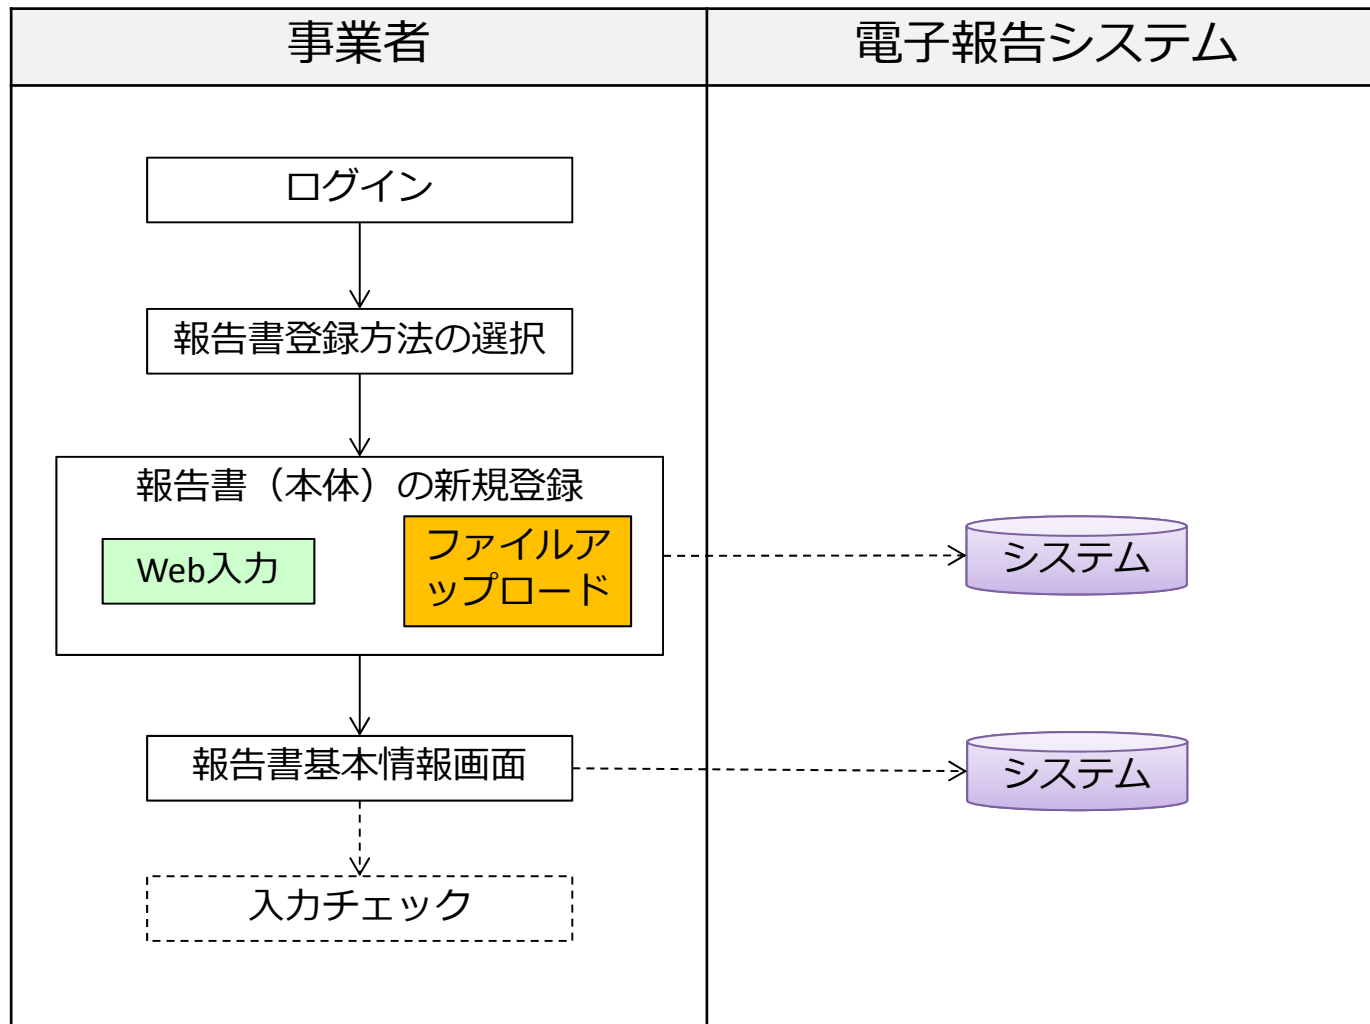 事業者
電子報告システム
ログイン
報告書登録方法の選択
報告書（本体）の新規登録
Web入力
ファイルア
ップロード
システム
報告書基本情報画面
システム
入力チェック